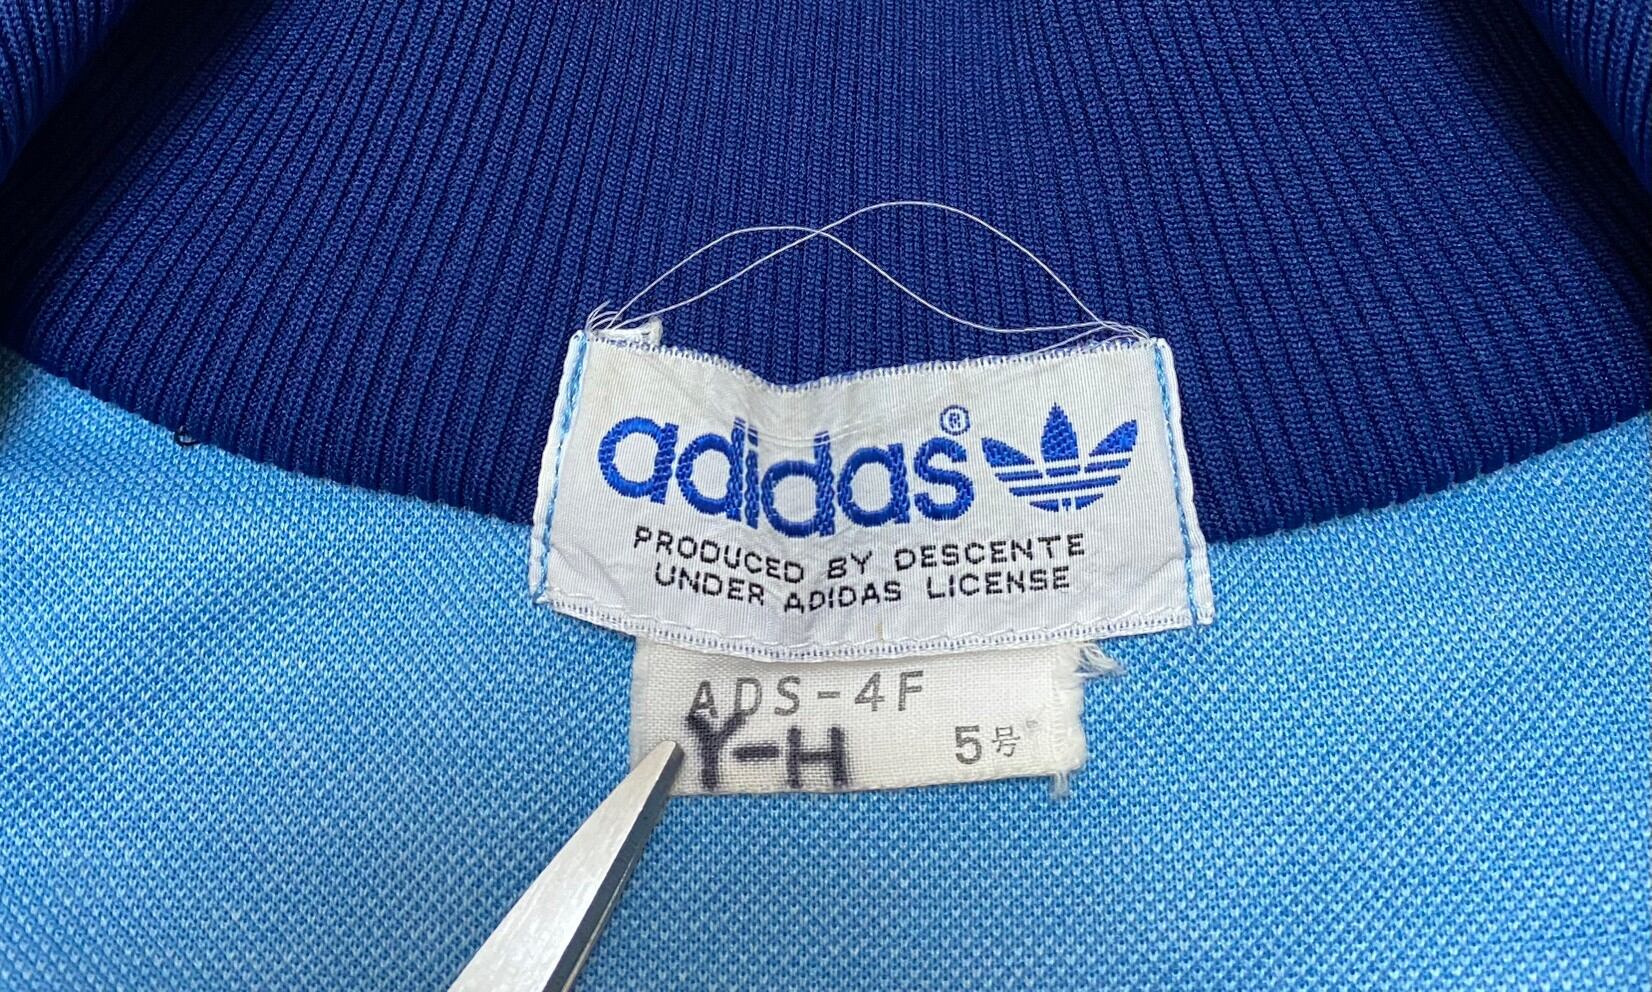 adidas®
PRODUCED BY DESCENTE
UNDER ADIDAS LICENSE
ADS-4F
Y-H 5号